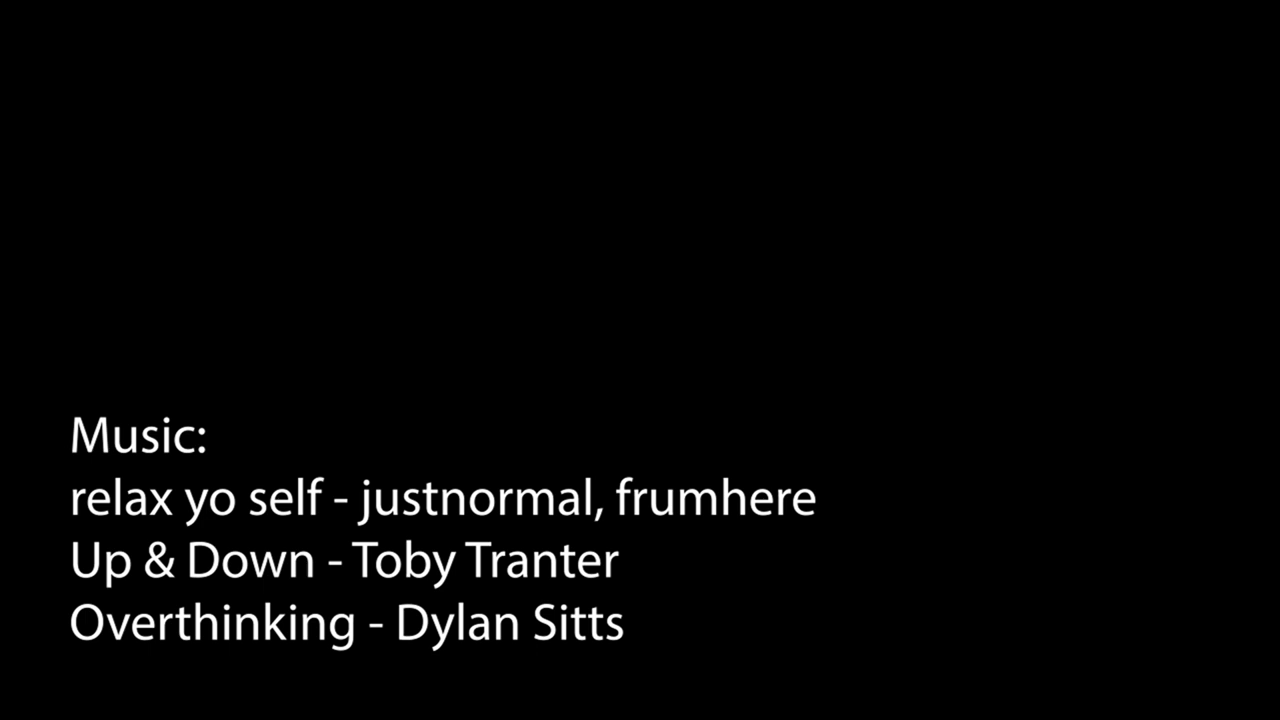 Music:
relax yo self - justnormal, frumhere
Up & Down - Toby Tranter
Overthinking - Dylan Sitts